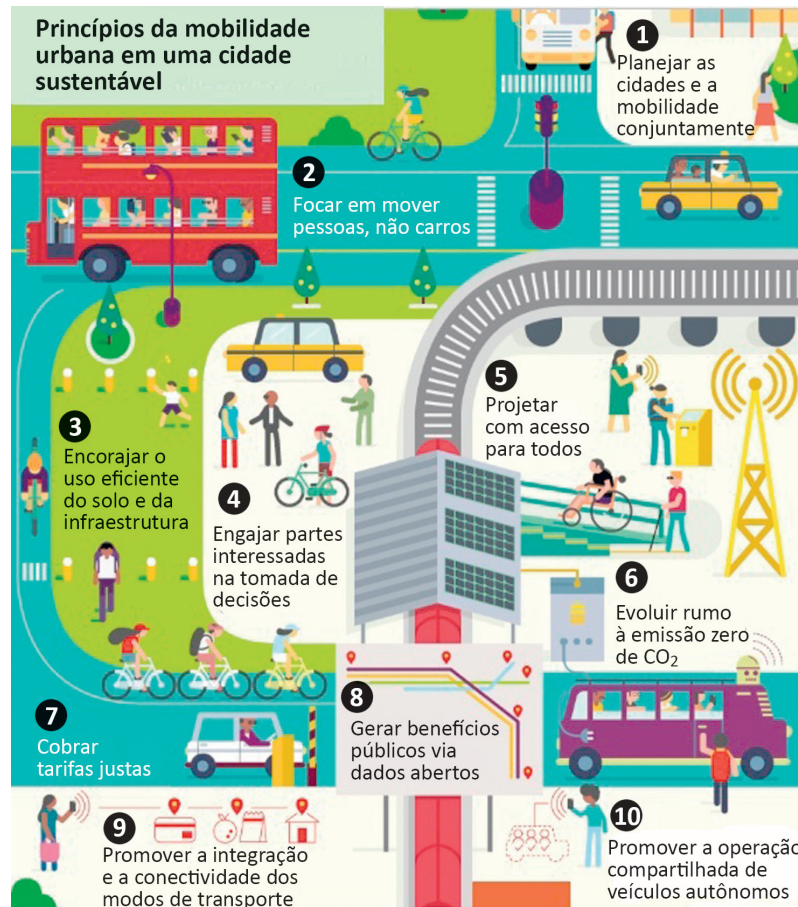 Princípios da mobilidade
urbana em uma cidade
sustentável
1
Planejar as
cidades e a
mobilidade
conjuntamente
2
Focar em mover
pessoas, não carros
3
Encorajar o
uso eficiente
do solo e da
infraestrutura
4
Engajar partes
interessadas
na tomada de
decisões
5
Projetar
com acesso
para todos
6
Evoluir rumo
à emissão zero
de CO₂
7
Cobrar
tarifas justas
8
Gerar benefícios
públicos via
dados abertos
9
Promover a integração
e a conectividade dos
modos de transporte
10
Promover a operação
compartilhada de
veículos autônomos